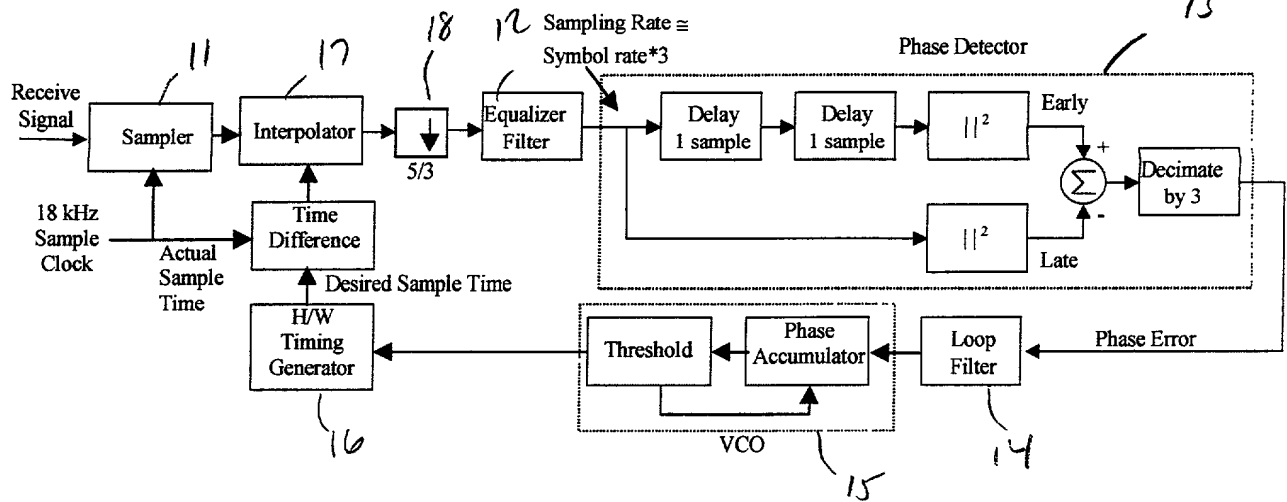 18
12
Sampling Rate ≅
Symbol rate*3
13
11
17
Phase Detector
Receive
Signal
Sampler
Interpolator
5/3
Equalizer
Filter
Delay
1 sample
Delay
1 sample
||²
Early
+
Σ
-
Decimate
by 3
18 kHz
Sample
Clock
Actual
Sample
Time
Time
Difference
||²
Late
Desired Sample Time
H/W
Timing
Generator
Threshold
Phase
Accumulator
Loop
Filter
Phase Error
VCO
16
15
14